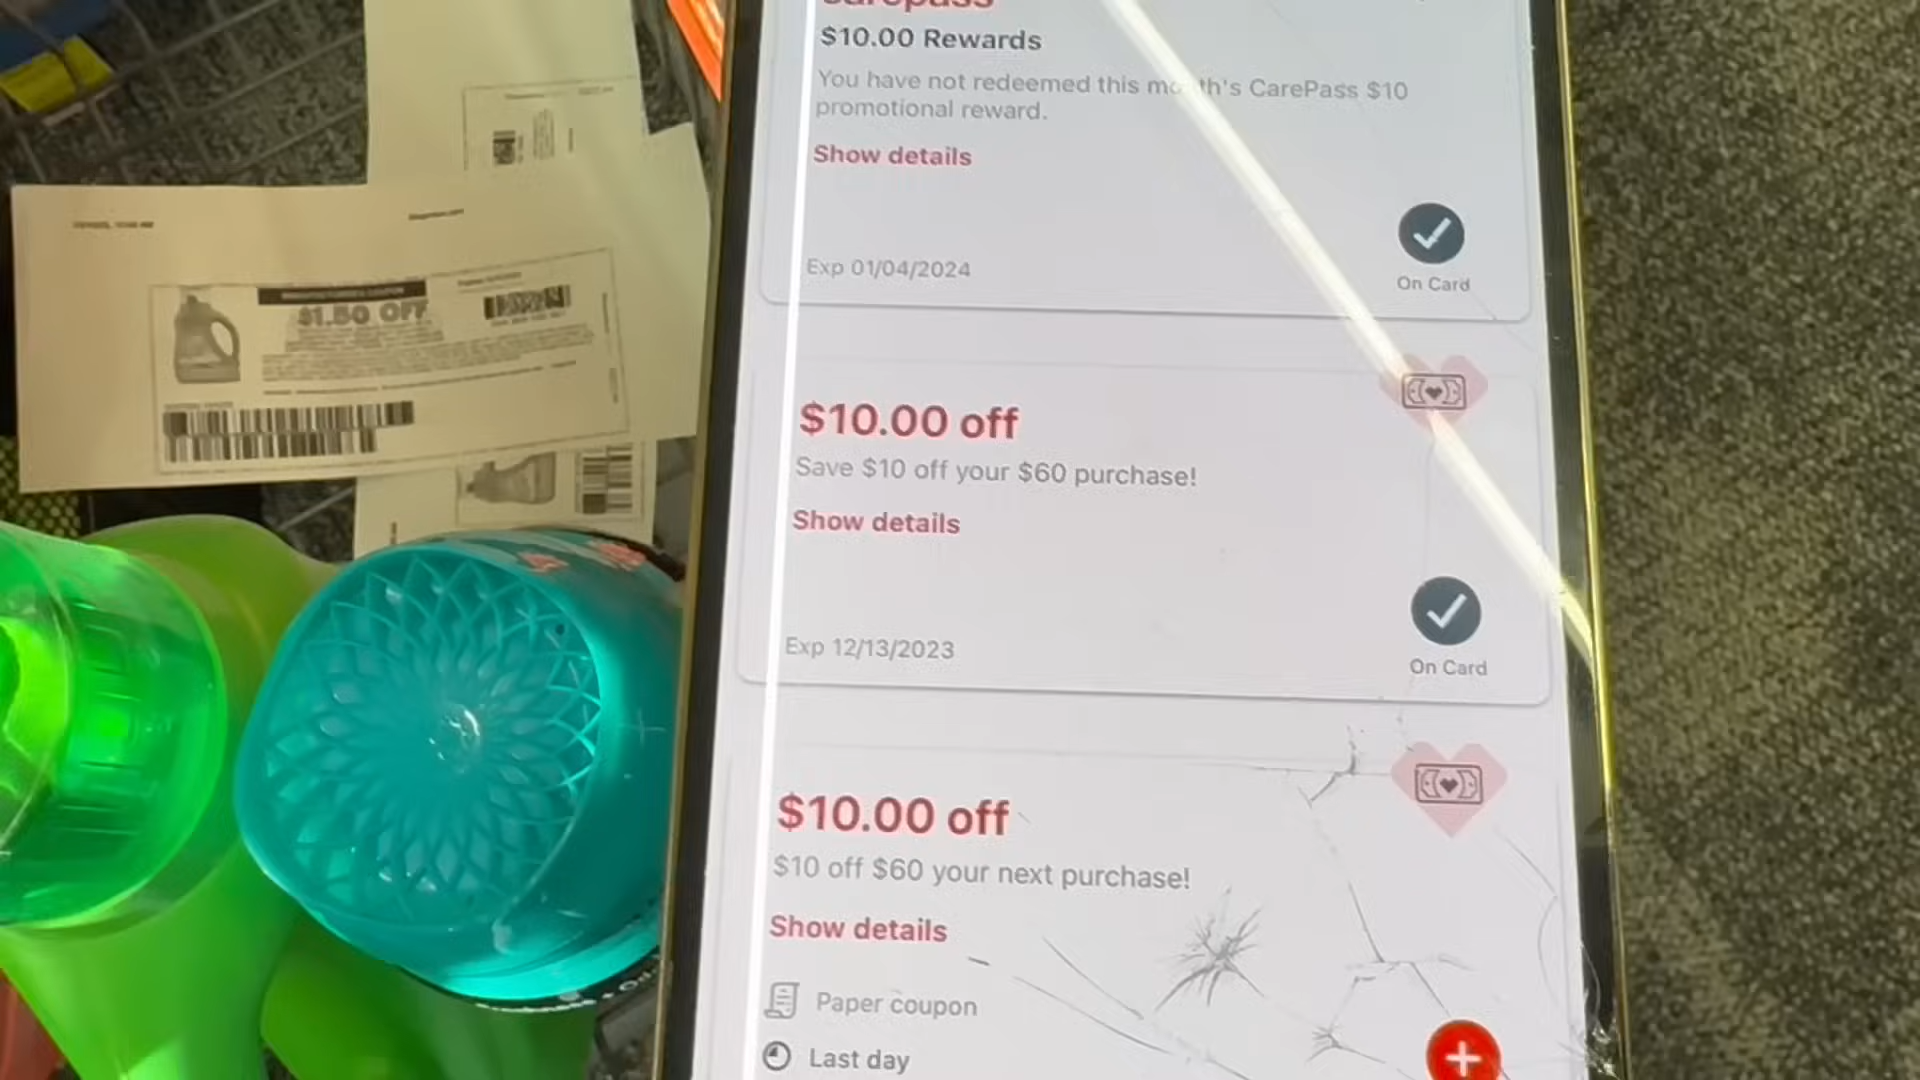 carepass
$10.00 Rewards
You have not redeemed this month's CarePass $10
promotional reward.
Show details
Exp 01/04/2024
On Card
$10.00 off
Save $10 off your $60 purchase!
Show details
Exp 12/13/2023
On Card
$10.00 off
$10 off $60 your next purchase!
Show details
Paper coupon
Last day
$1.50 OFF